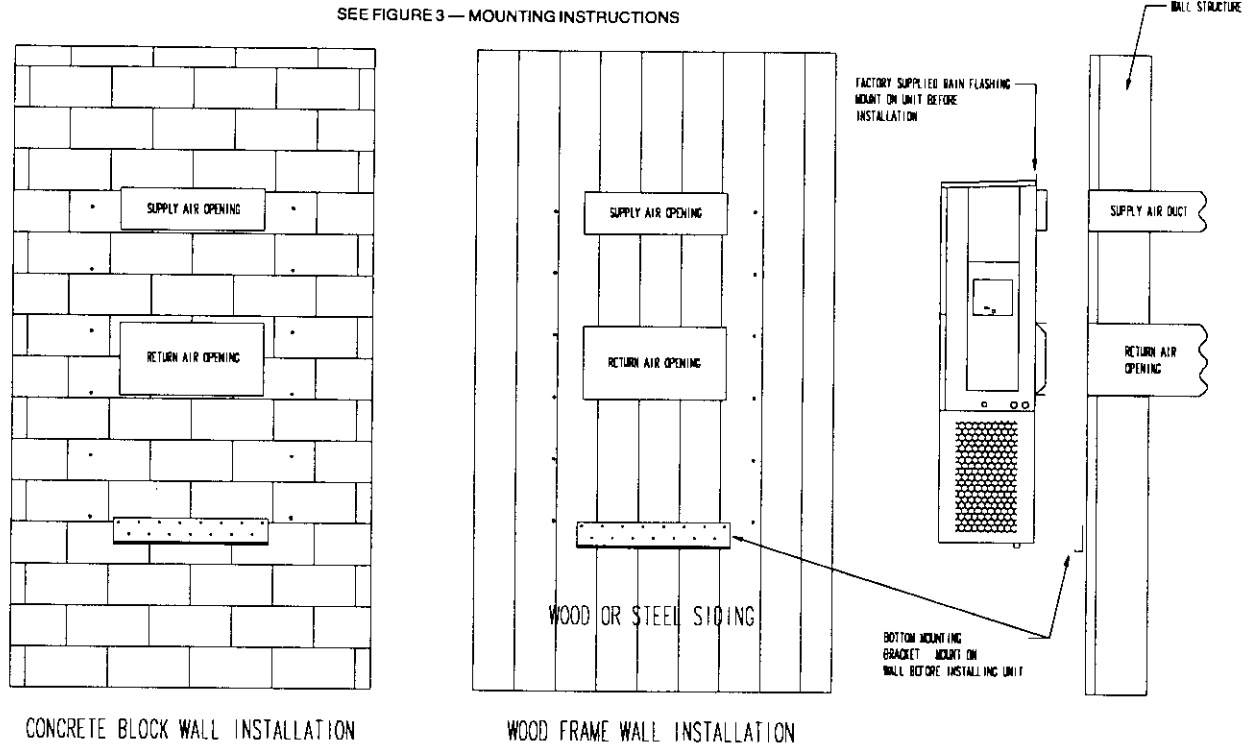 SEE FIGURE 3 — MOUNTING INSTRUCTIONS
WALL STRUCTURE
FACTORY SUPPLIED RAIN FLASHING
MOUNT ON UNIT BEFORE
INSTALLATION
SUPPLY AIR OPENING
SUPPLY AIR OPENING
SUPPLY AIR DUCT
RETURN AIR OPENING
RETURN AIR OPENING
RETURN AIR
OPENING
WOOD OR STEEL SIDING
BOTTOM MOUNTING
BRACKET MOUNT ON
WALL BEFORE INSTALLING UNIT
CONCRETE BLOCK WALL INSTALLATION
WOOD FRAME WALL INSTALLATION